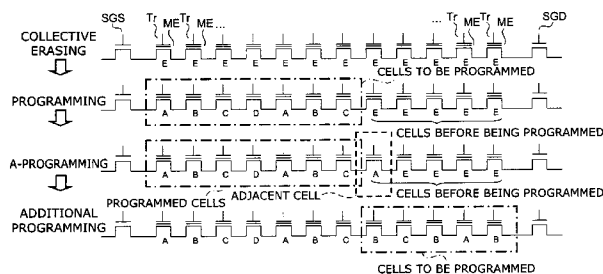 SGS Tr ME Tr ME ... ... Tr ME Tr ME SGD
COLLECTIVE ERASING
E E E E E E E E E E E
CELLS TO BE PROGRAMMED
PROGRAMMING
A B C D A B C E E E E
CELLS BEFORE BEING PROGRAMMED
A-PROGRAMMING
A B C D A B C A E E E E
PROGRAMMED CELLS ADJACENT CELL CELLS BEFORE BEING PROGRAMMED
ADDITIONAL PROGRAMMING
A B C D A B C B C B A B
CELLS TO BE PROGRAMMED